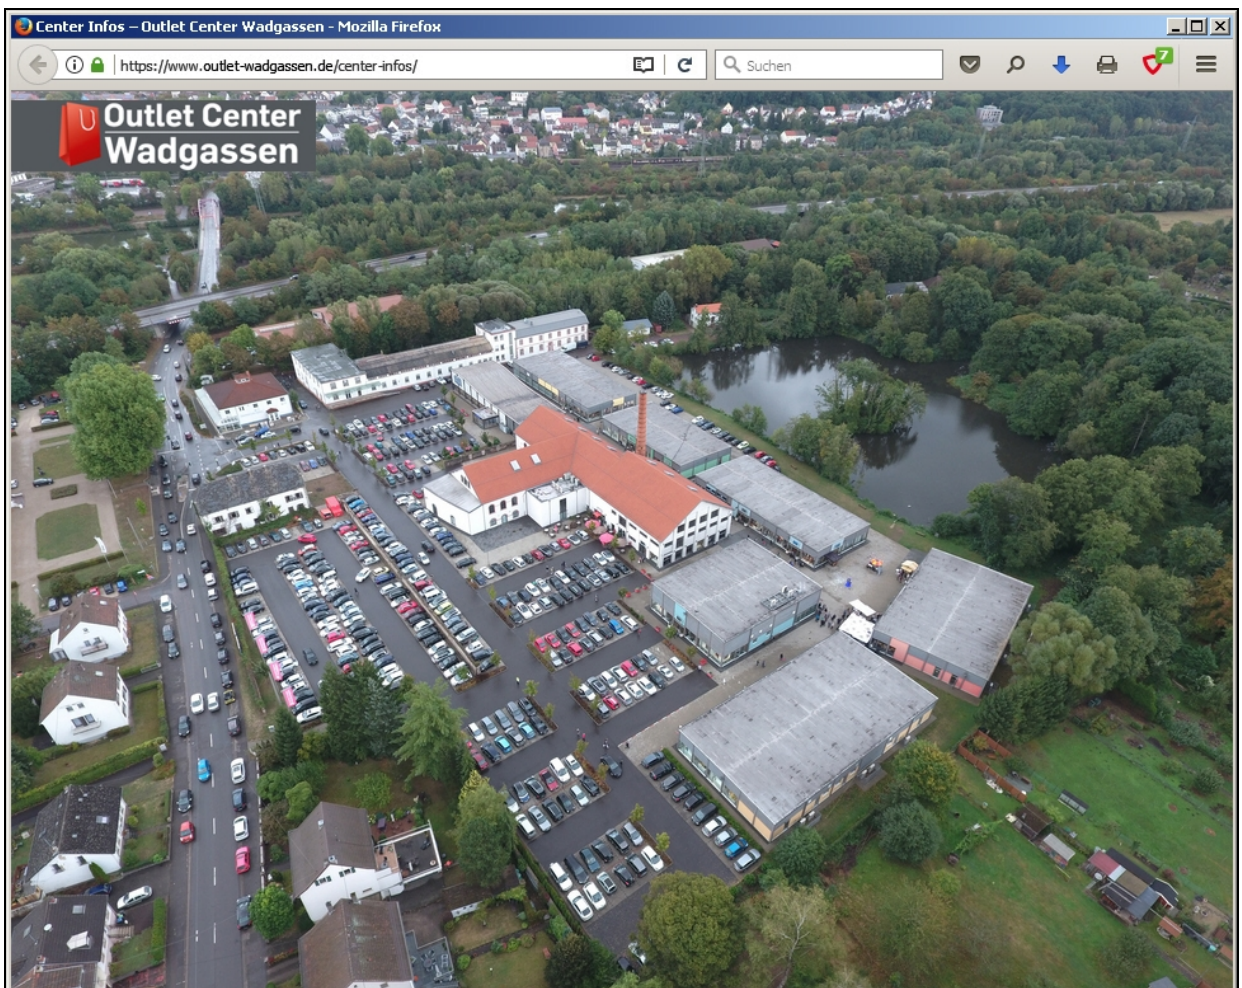 Center Infos – Outlet Center Wadgassen - Mozilla Firefox
https://www.outlet-wadgassen.de/center-infos/
Suchen
7
Outlet Center
Wadgassen